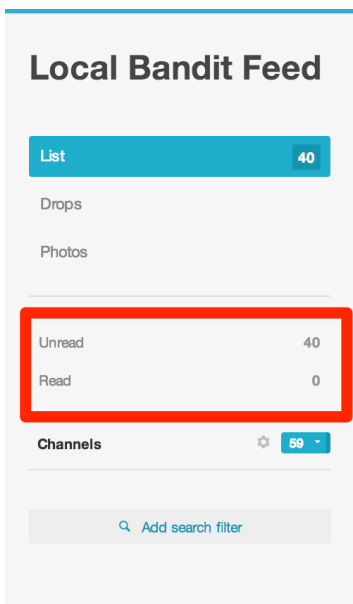 Local Bandit Feed
List 40
Drops
Photos
Unread 40
Read 0
Channels 59
Add search filter